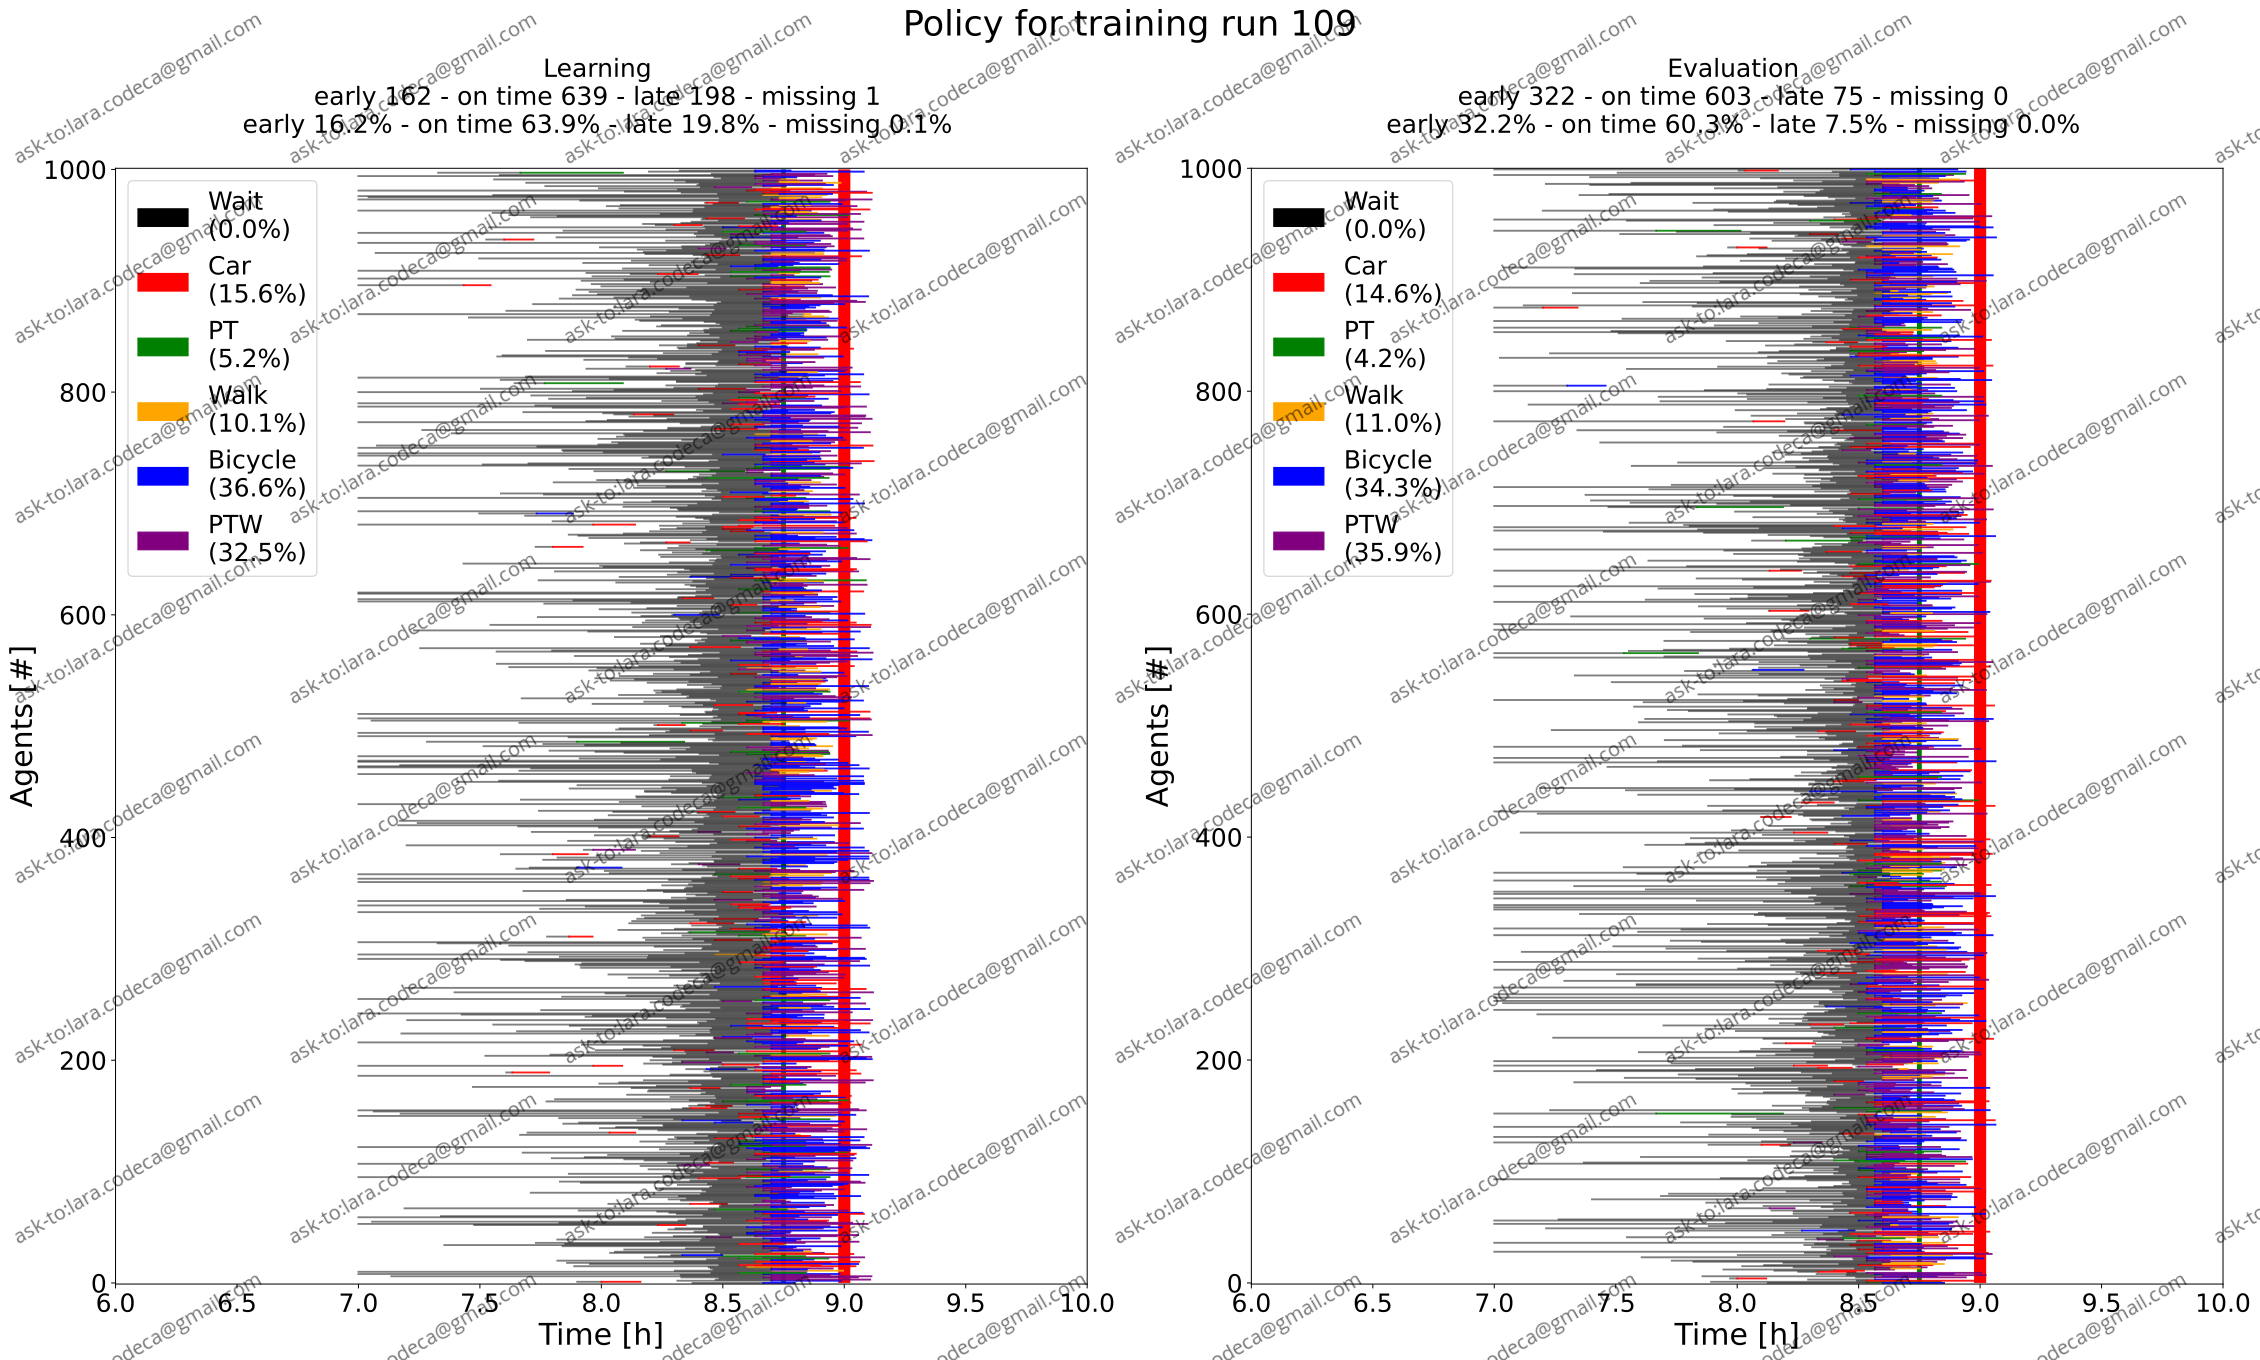 Policy for training run 109
Learning
early 162 - on time 639 - late 198 - missing 1
early 16.2% - on time 63.9% - late 19.8% - missing 0.1%
Wait
(0.0%)
Car
(15.6%)
PT
(5.2%)
Walk
(10.1%)
Bicycle
(36.6%)
PTW
(32.5%)
Agents [#]
1000
800
600
400
200
0
6.0 6.5 7.0 7.5 8.0 8.5 9.0 9.5 10.0
Time [h]
Evaluation
early 322 - on time 603 - late 75 - missing 0
early 32.2% - on time 60.3% - late 7.5% - missing 0.0%
Wait
(0.0%)
Car
(14.6%)
PT
(4.2%)
Walk
(11.0%)
Bicycle
(34.3%)
PTW
(35.9%)
Agents [#]
1000
800
600
400
200
0
6.0 6.5 7.0 7.5 8.0 8.5 9.0 9.5 10.0
Time [h]
ask-to:lara.codeca@gmail.com